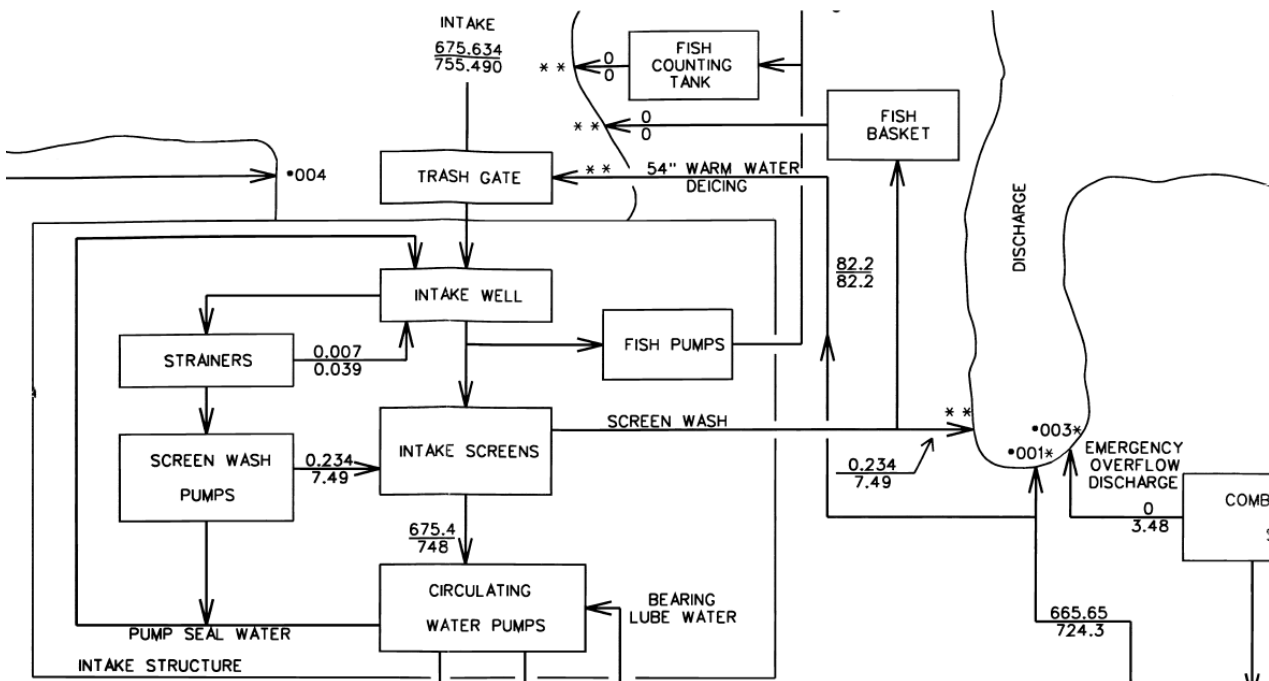 INTAKE
675.634
755.490
**
0
0
FISH
COUNTING
TANK
**
0
0
FISH
BASKET
•004
TRASH GATE
**
54" WARM WATER
DEICING
DISCHARGE
82.2
82.2
INTAKE WELL
STRAINERS
0.007
0.039
FISH PUMPS
SCREEN WASH
PUMPS
0.234
7.49
INTAKE SCREENS
SCREEN WASH
**
0.234
7.49
•003*
•001*
EMERGENCY
OVERFLOW
DISCHARGE
0
3.48
COMB
S
675.4
748
CIRCULATING
WATER PUMPS
BEARING
LUBE WATER
665.65
724.3
PUMP SEAL WATER
INTAKE STRUCTURE